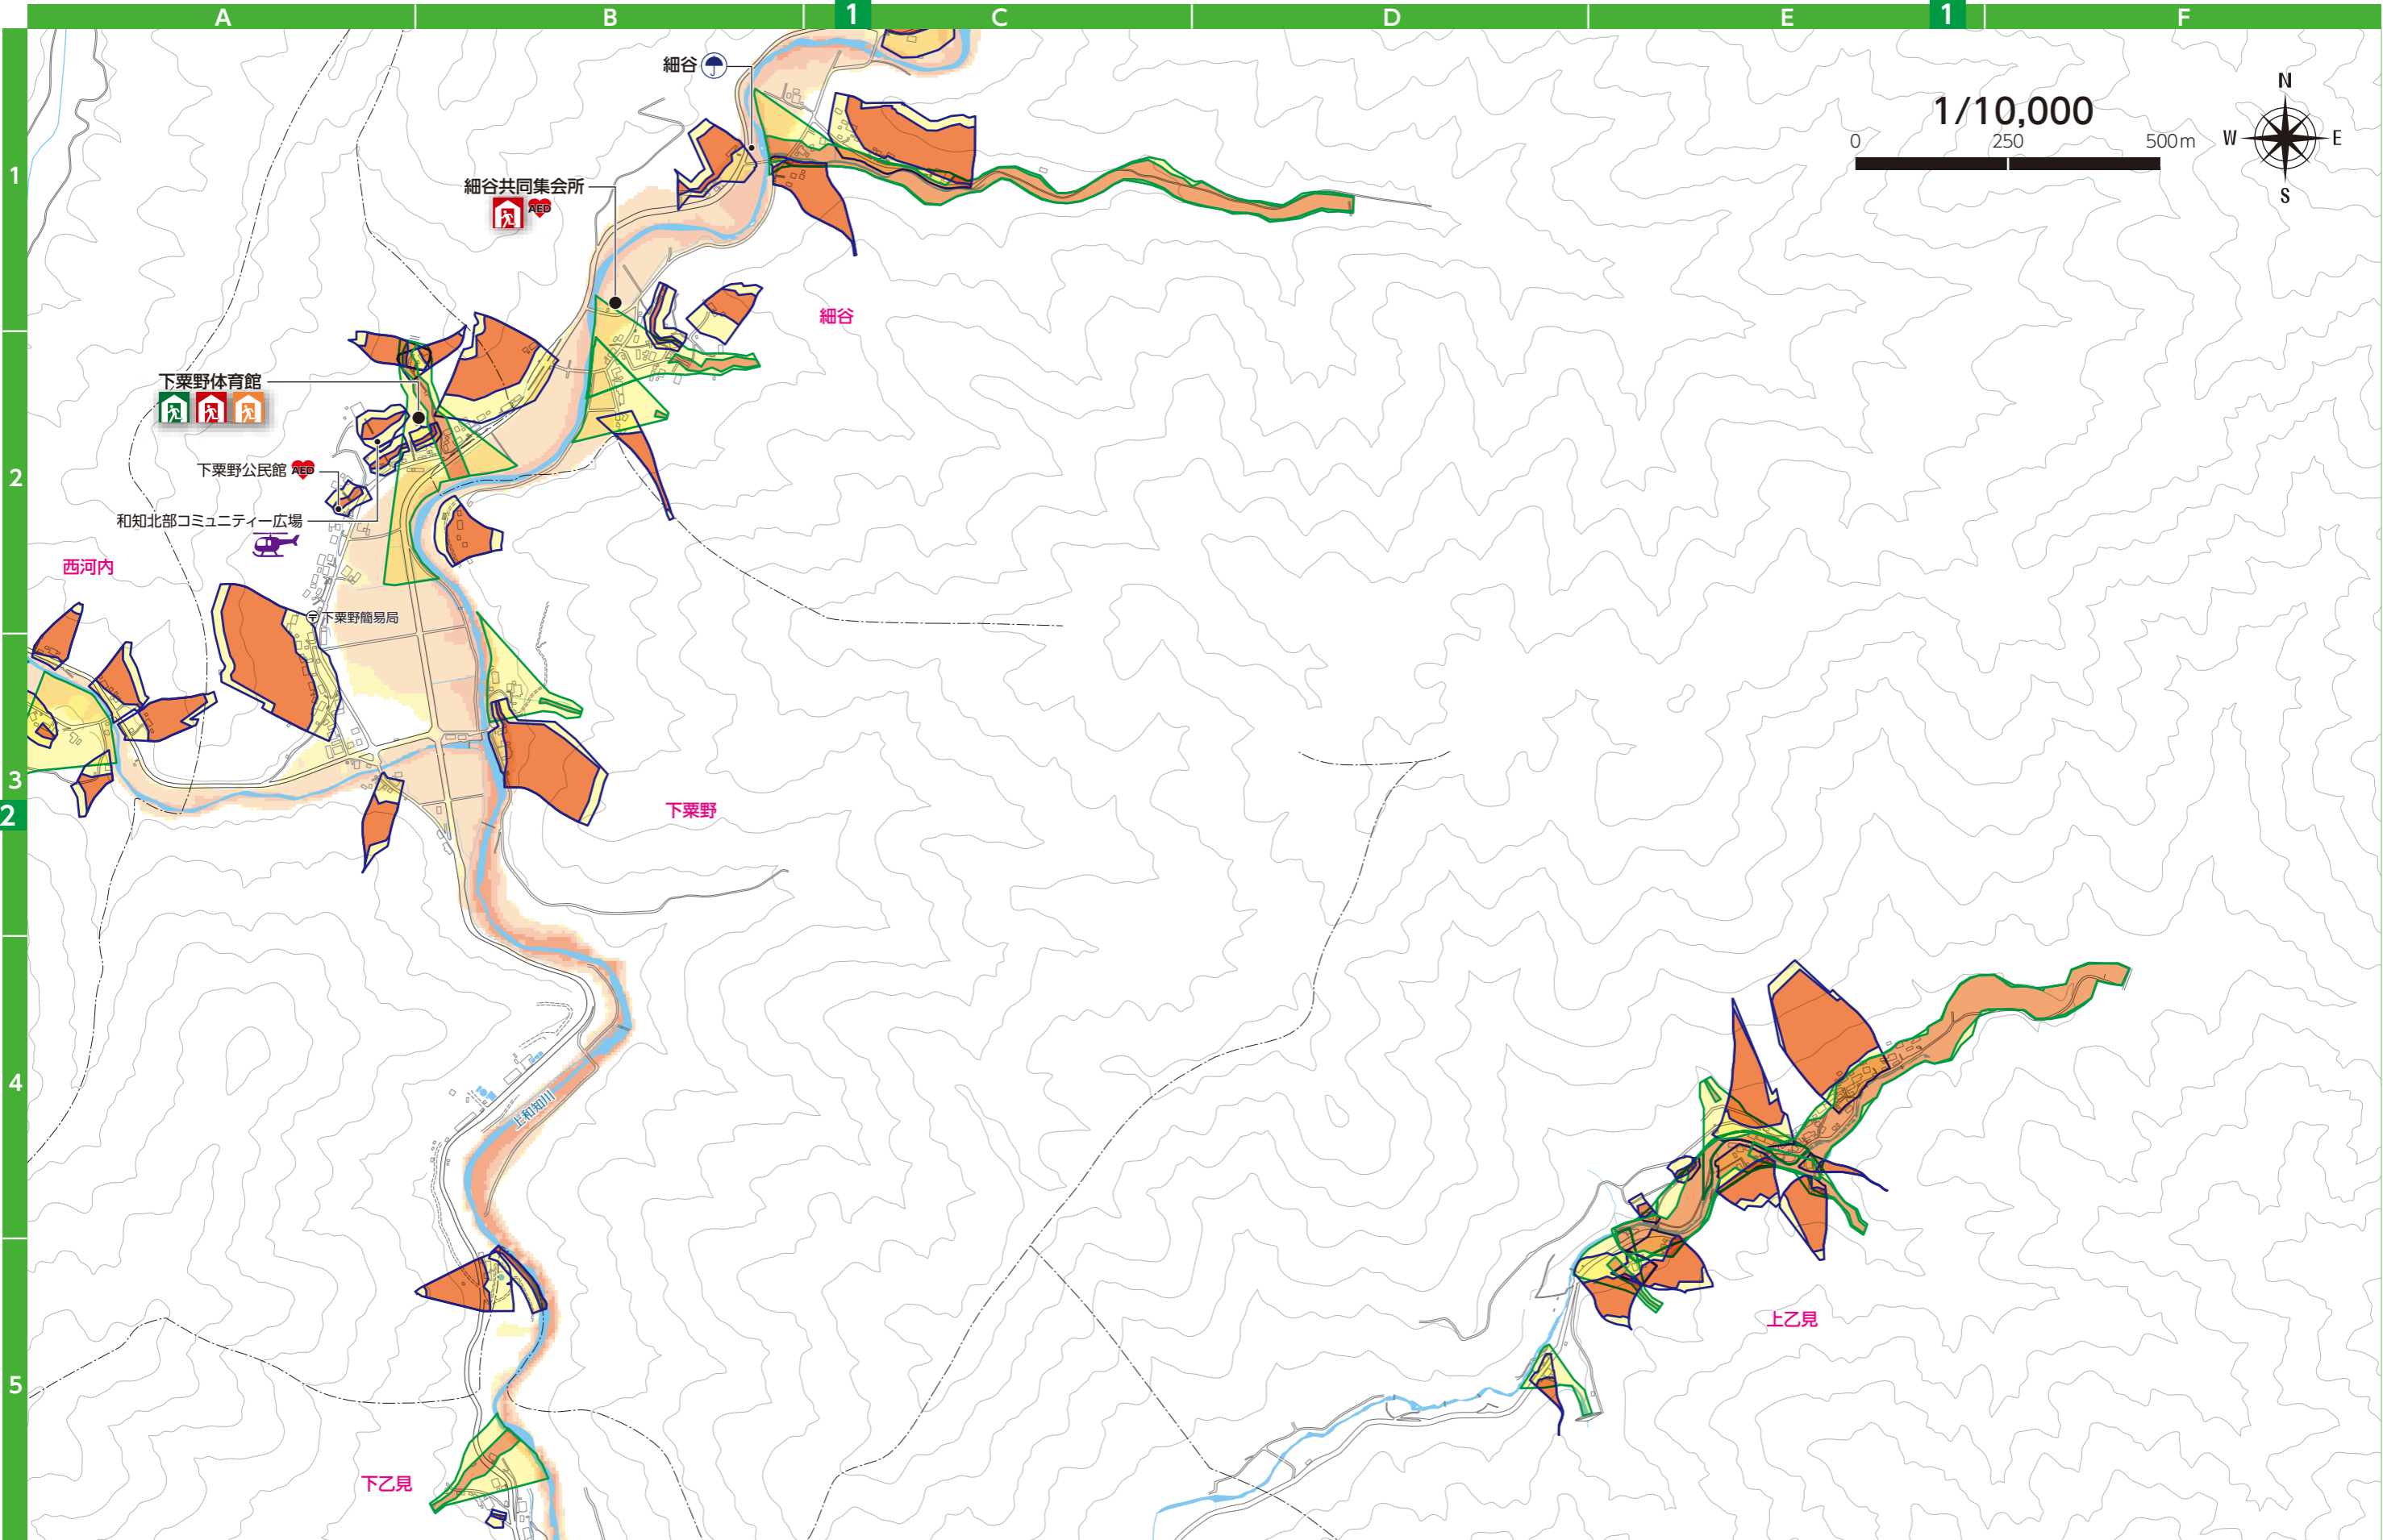 A
B
1
C
D
E
1
F
細谷
1/10,000
0
250
500m
N
W
E
S
1
細谷共同集会所
AED
細谷
下粟野体育館
下粟野公民館
AED
2
和知北部コミュニティー広場
西河内
〒下粟野簡易局
3
2
下粟野
4
上和知川
上乙見
5
下乙見